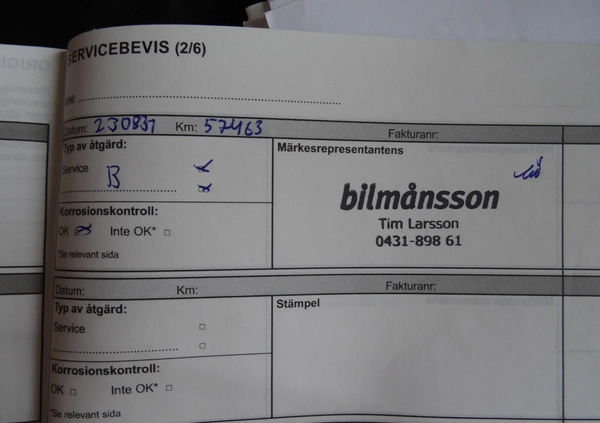 SERVICEBEVIS (2/6)
VIN:
Datum: 230831 Km: 57463 Fakturanr:
Typ av åtgärd:
Service
B
Märkesrepresentantens
bilmånsson
Tim Larsson
0431-898 61
Korrosionskontroll:
OK Inte OK*
*Se relevant sida
Datum: Km: Fakturanr:
Typ av åtgärd:
Service
Stämpel
Korrosionskontroll:
OK Inte OK*
*Se relevant sida